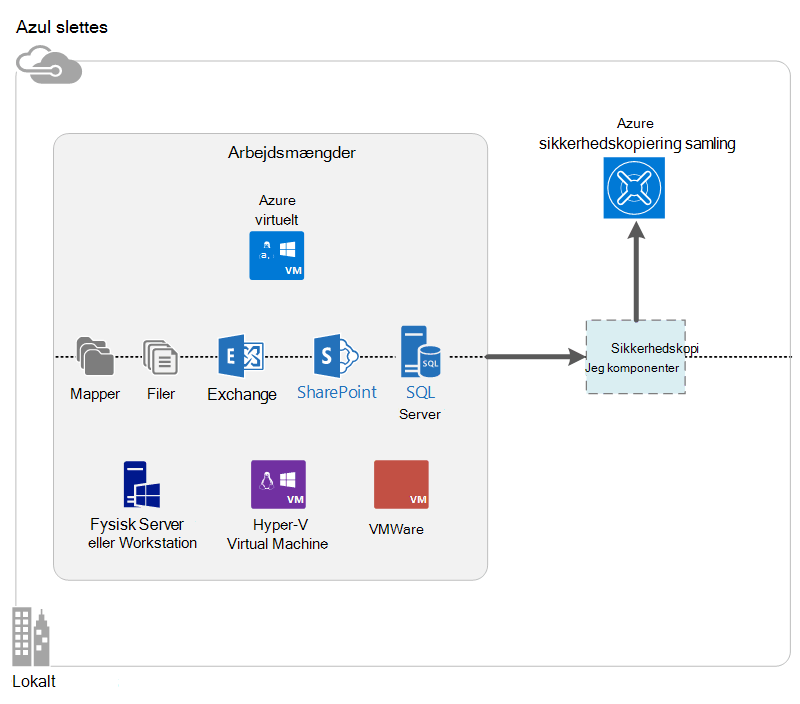 Azul slettes
Arbejdsmængder
Azure
virtuelt
VM
Azure
sikkerhedskopiering samling
Sikkerhedskopi
Jeg komponenter
E
S
SQL
Mapper
Filer
Exchange
SharePoint
SQL
Server
VM
VM
Fysisk Server
eller Workstation
Hyper-V
Virtual Machine
VMWare
Lokalt